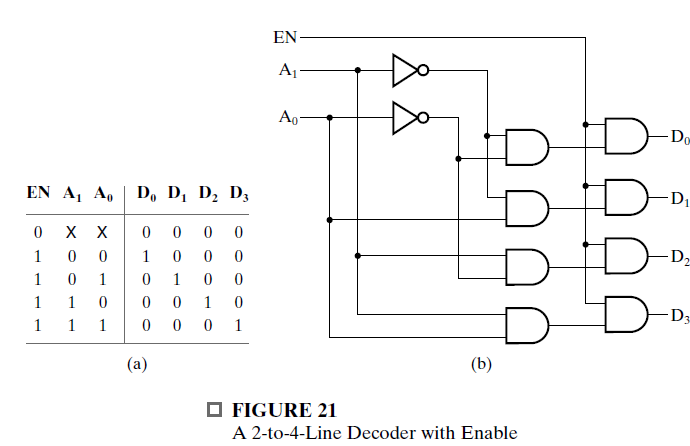 EN
A₁
A₀
D₀
D₁
D₂
D₃
EN A₁ A₀ D₀ D₁ D₂ D₃
0 X X 0 0 0 0
1 0 0 1 0 0 0
1 0 1 0 1 0 0
1 1 0 0 0 1 0
1 1 1 0 0 0 1
(a)
(b)
FIGURE 21
A 2-to-4-Line Decoder with Enable